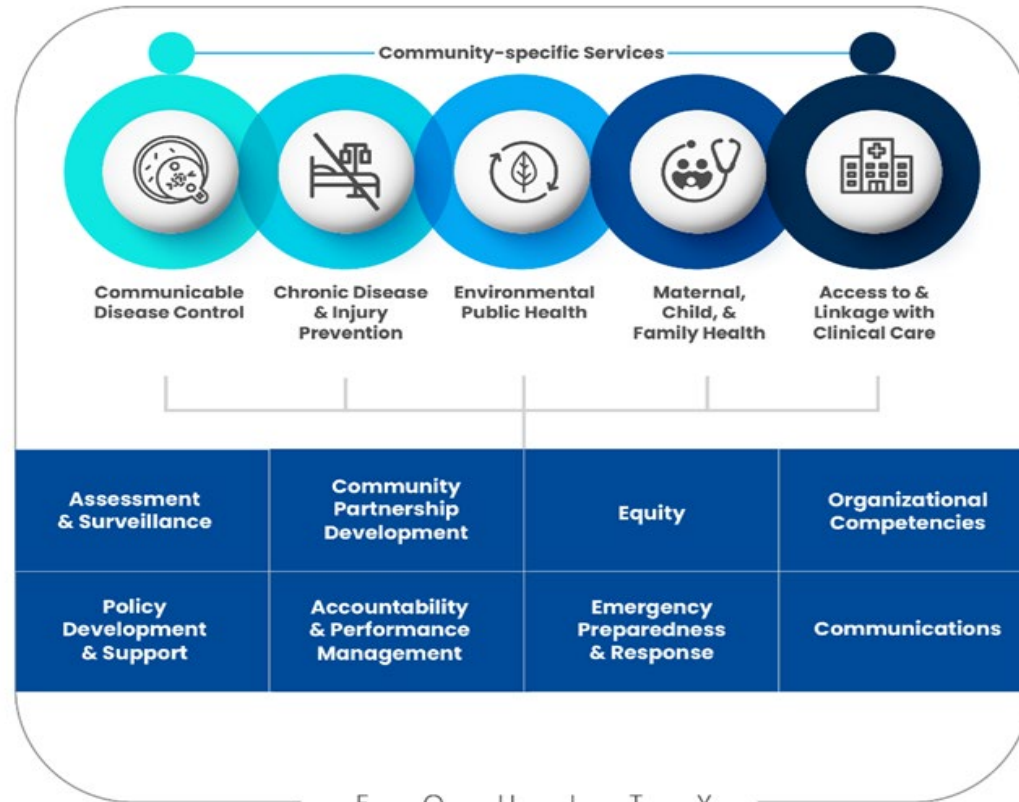 Community-specific Services
Communicable
Disease Control
Chronic Disease
& Injury
Prevention
Environmental
Public Health
Maternal,
Child, &
Family Health
Access to &
Linkage with
Clinical Care
Assessment
& Surveillance
Community
Partnership
Development
Equity
Organizational
Competencies
Policy
Development
& Support
Accountability
& Performance
Management
Emergency
Preparedness
& Response
Communications
EQUITY